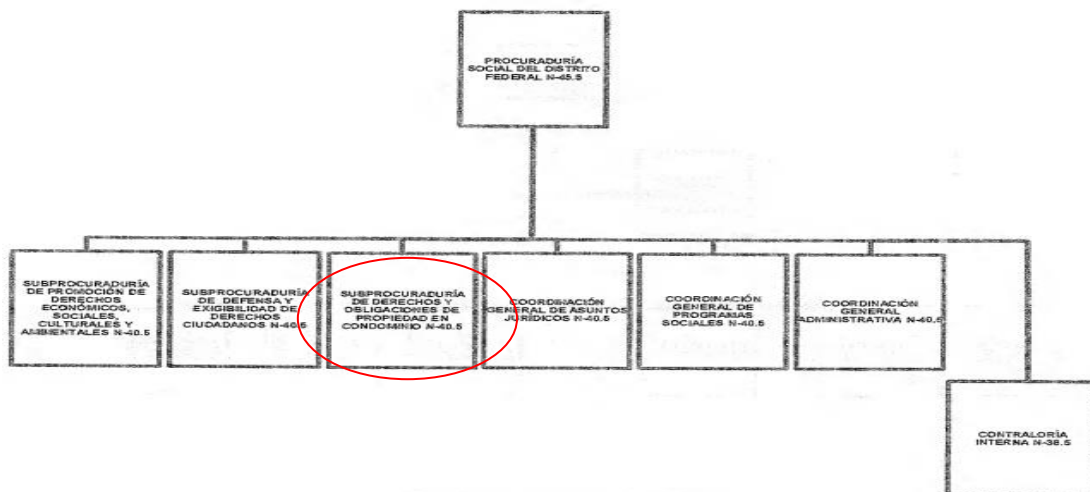 PROCURADURÍA
SOCIAL DEL DISTRITO
FEDERAL N-45.5
SUBPROCURADURÍA
DE PROMOCIÓN DE
DERECHOS
ECONÓMICOS,
SOCIALES,
CULTURALES Y
AMBIENTALES N-40.5
SUBPROCURADURÍA
DE DEFENSA Y
EXIGIBILIDAD DE
DERECHOS
CIUDADANOS N-40.5
SUBPROCURADURÍA
DE DERECHOS Y
OBLIGACIONES DE
PROPIEDAD EN
CONDOMINIO N-40.5
COORDINACIÓN
GENERAL DE ASUNTOS
JURÍDICOS N-40.5
COORDINACIÓN
GENERAL DE
PROGRAMAS
SOCIALES N-40.5
COORDINACIÓN
GENERAL
ADMINISTRATIVA N-40.5
CONTRALORÍA
INTERNA N-38.5